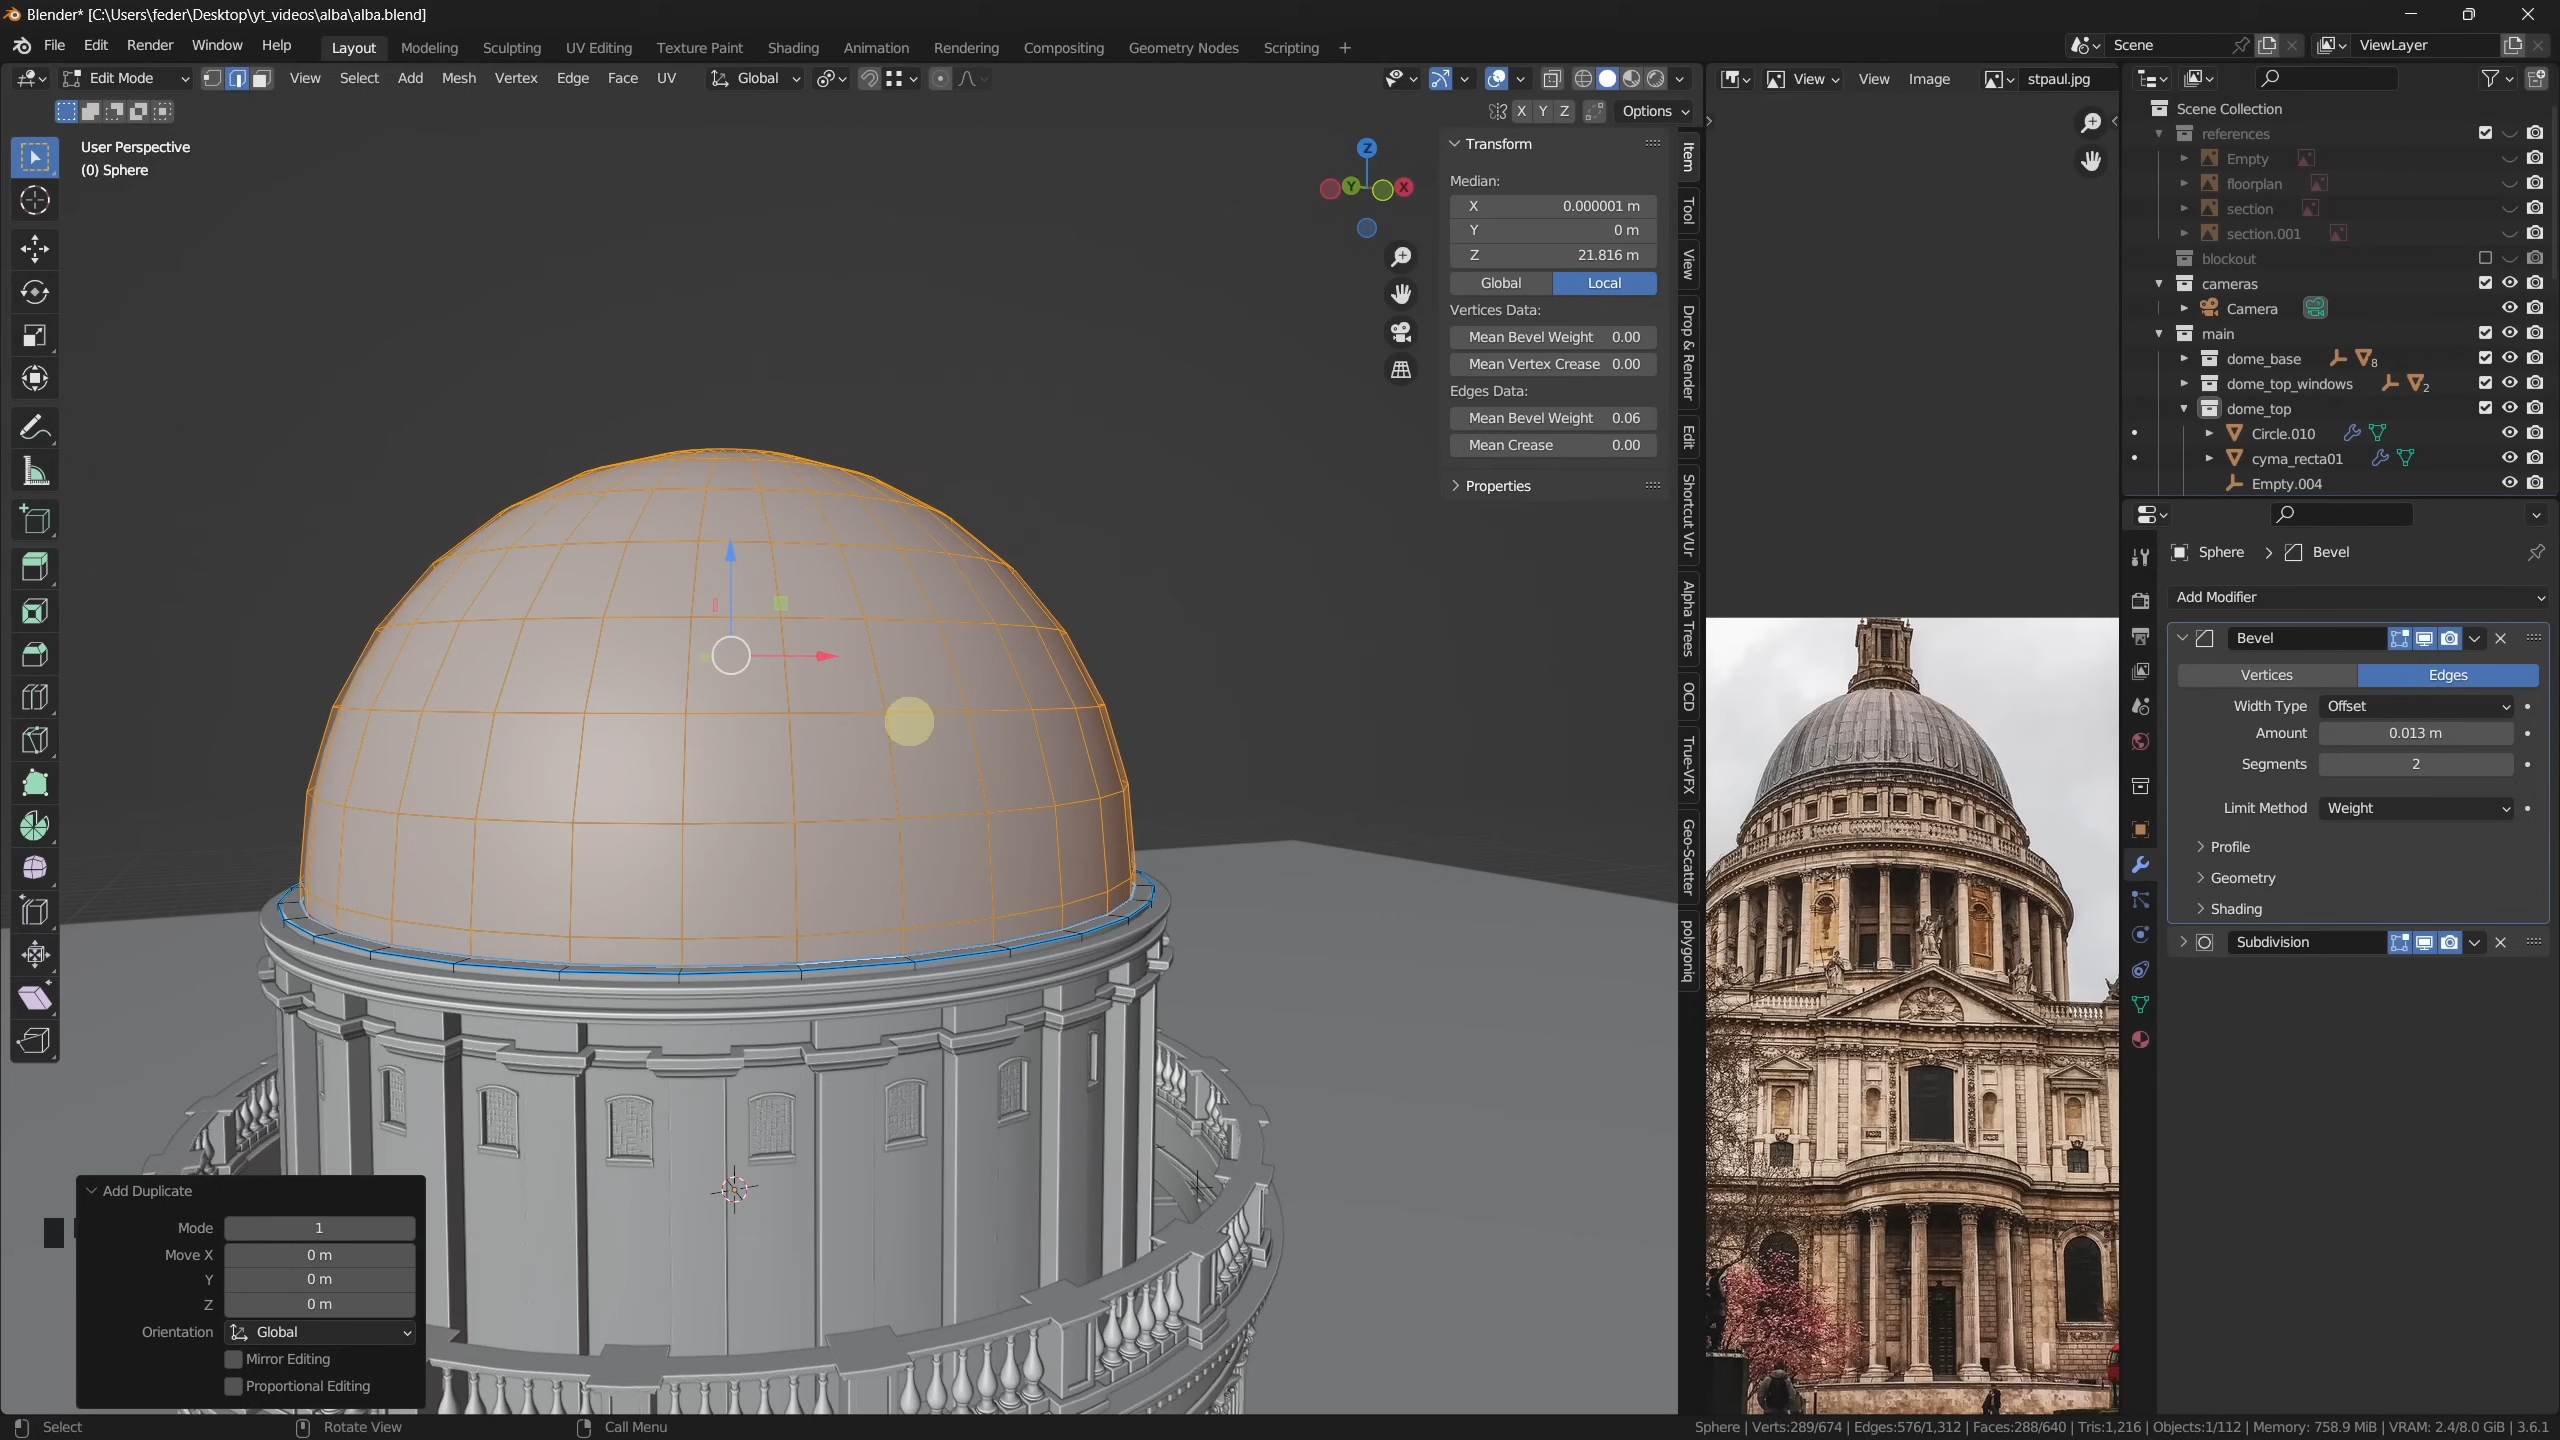 Blender* [C:\Users\feder\Desktop\yt_videos\alba\alba.blend]
File Edit Render Window Help
Layout Modeling Sculpting UV Editing Texture Paint Shading Animation Rendering Compositing Geometry Nodes Scripting +
Scene
ViewLayer
Edit Mode
View Select Add Mesh Vertex Edge Face UV
Global
X Y Z
Options
User Perspective
(0) Sphere
Z
Y
X
Transform
Median:
X 0.000001 m
Y 0 m
Z 21.816 m
Global Local
Vertices Data:
Mean Bevel Weight 0.00
Mean Vertex Crease 0.00
Edges Data:
Mean Bevel Weight 0.06
Mean Crease 0.00
Properties
Item
Tool
View
Drop & Render
Edit
Shortcut VUr
Alpha Trees
OCD
True-VFX
Geo-Scatter
polygoniq
View View Image stpaul.jpg
Scene Collection
references
Empty
floorplan
section
section.001
blockout
cameras
Camera
main
dome_base 8
dome_top_windows 2
dome_top
Circle.010
cyma_recta01
Empty.004
Sphere > Bevel
Add Modifier
Bevel
Vertices Edges
Width Type Offset
Amount 0.013 m
Segments 2
Limit Method Weight
Profile
Geometry
Shading
Subdivision
Add Duplicate
Mode 1
Move X 0 m
Y 0 m
Z 0 m
Orientation Global
Mirror Editing
Proportional Editing
Select Rotate View Call Menu
Sphere | Verts:289/674 | Edges:576/1,312 | Faces:288/640 | Tris:1,216 | Objects:1/112 | Memory: 758.9 MiB | VRAM: 2.4/8.0 GiB | 3.6.1